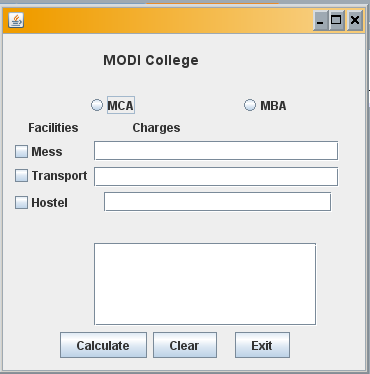 MODI College
MCA MBA
Facilities Charges
Mess
Transport
Hostel
Calculate Clear Exit